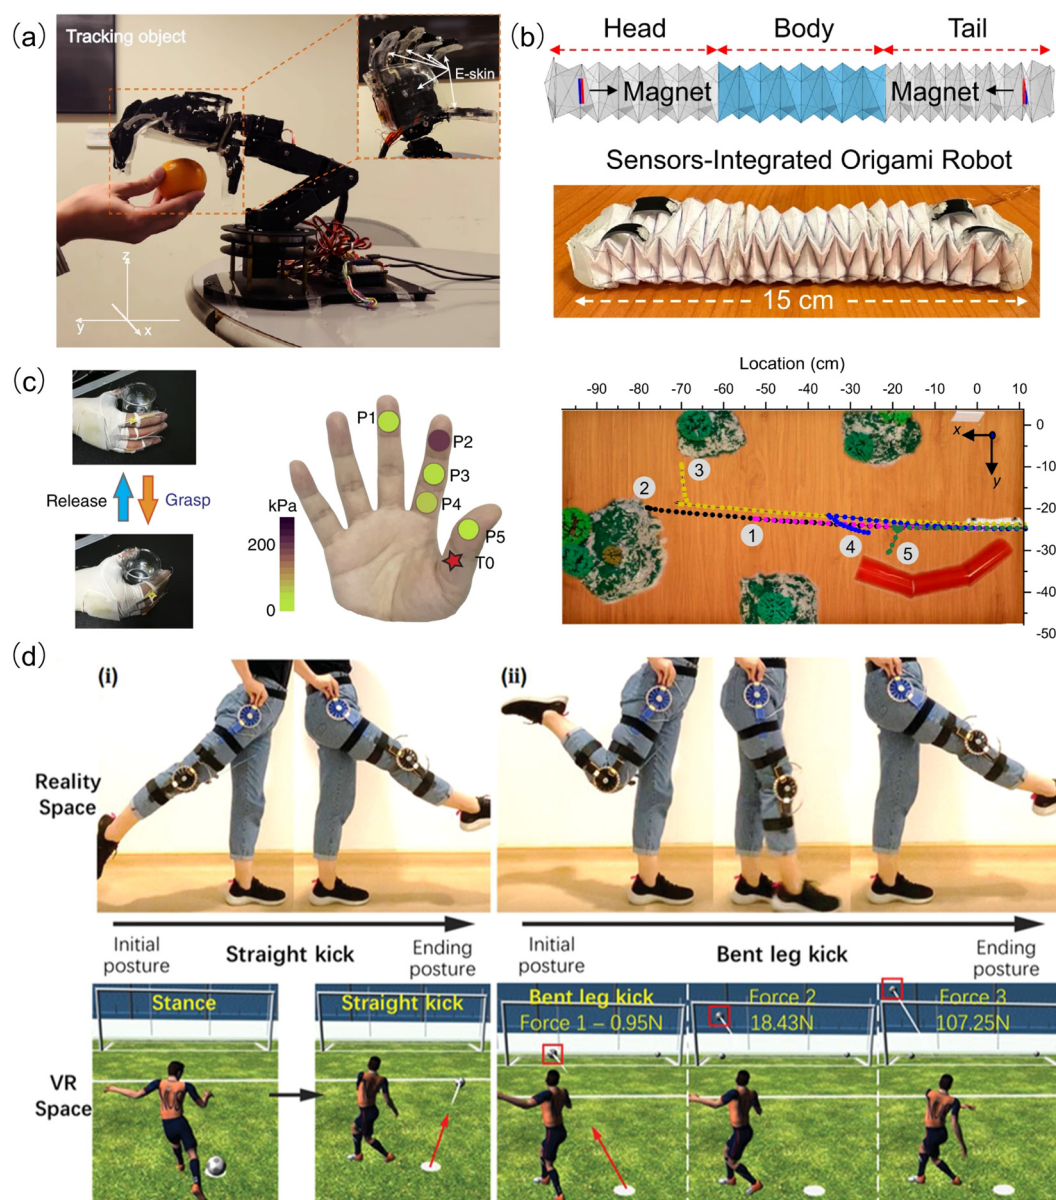 (a)
Tracking object
E-skin
z
y
x
(b)
Head Body Tail
Magnet Magnet
Sensors-Integrated Origami Robot
15 cm
Location (cm)
-90 -80 -70 -60 -50 -40 -30 -20 -10 0 10
0
-10
-20
-30
-40
-50
x
y
1
2
3
4
5
(c)
Release Grasp
kPa
200
0
P1
P2
P3
P4
P5
T0
(d)
(i)
(ii)
Reality
Space
Initial
posture
Straight kick
Ending
posture
Initial
posture
Bent leg kick
Ending
posture
VR
Space
Stance
Straight kick
Bent leg kick
Force 1 – 0.95N
Force 2
18.43N
Force 3
107.25N